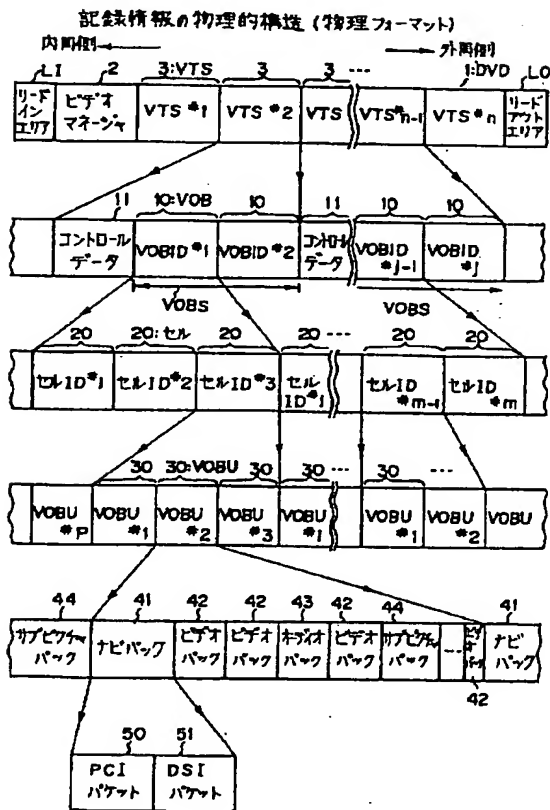 記録情報の物理的構造(物理フォーマット)
内周側 外周側
LI 2 3:VTS 3 3 --- 1:DVD LO
リード
イン
エリア
ビデオ
マネージャ
VTS#1 VTS#2 VTS VTS#n-1 VTS#n
リード
アウト
エリア
11 10:VOB 10 11 10 10
コントロール
データ
VOBID
#1
VOBID
#2
コントロール
データ
VOBID
#j-1
VOBID
#j
VOBS VOBS
20 20:セル 20 20 --- 20 20
セルID#1 セルID#2 セルID#3
セル
ID#1
セルID
#m-1
セルID
#m
30 30:VOBU 30 30 --- 30 ---
VOBU
#P
VOBU
#1
VOBU
#2
VOBU
#3
VOBU
#1
VOBU
#1
VOBU
#2
VOBU
44 41 42 42 43 42 44 41
サブピクチャ
パック
ナビパック
ビデオ
パック
ビデオ
パック
オーディオ
パック
ビデオ
パック
サブピクチャ
パック
---
ビデオ
パック
ナビ
パック
42
50 51
PCI
パケット
DSI
パケット